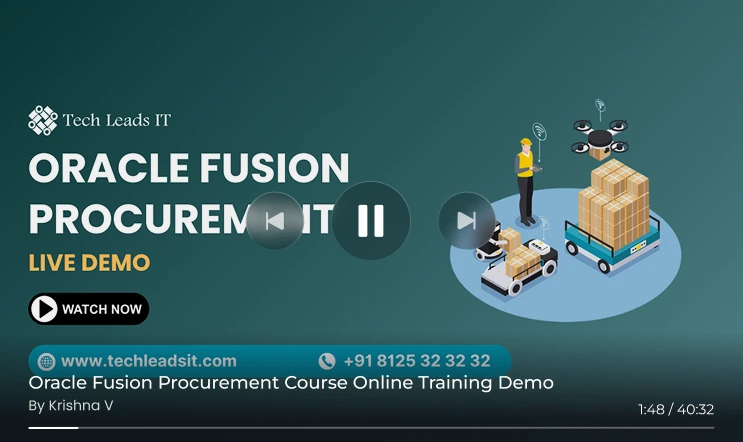 Tech Leads IT
ORACLE FUSION
PROCUREMENT
LIVE DEMO
WATCH NOW
www.techleadsit.com +91 8125 32 32 32
Oracle Fusion Procurement Course Online Training Demo
By Krishna V
1:48 / 40:32